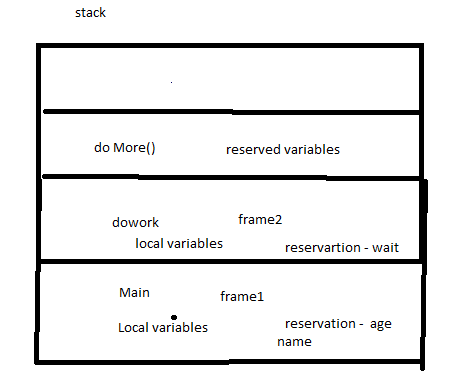 stack
do More() reserved variables
dowork frame2
local variables reservartion - wait
Main frame1
Local variables reservation - age
name